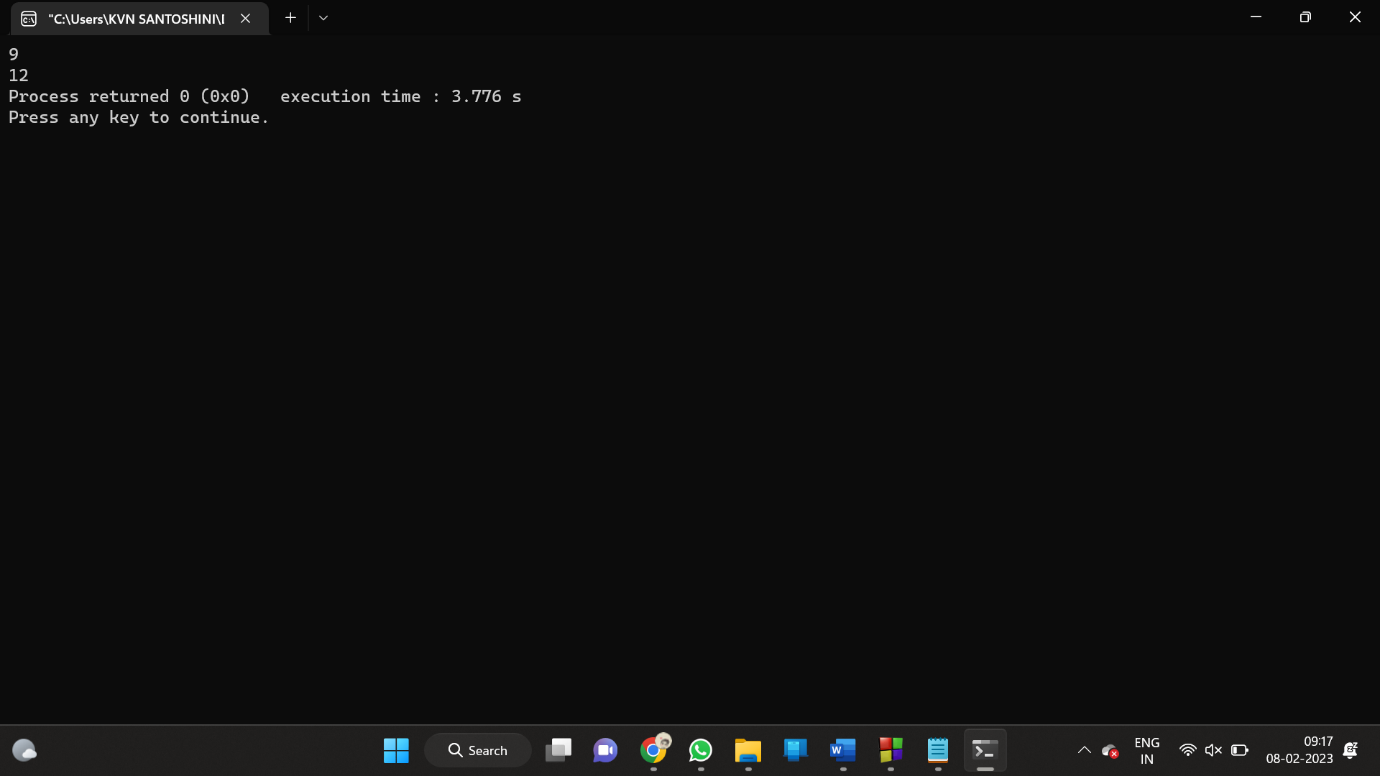 "C:\Users\KVN SANTOSHINI\I
9
12
Process returned 0 (0x0)   execution time : 3.776 s
Press any key to continue.
Search
ENG
IN
09:17
08-02-2023